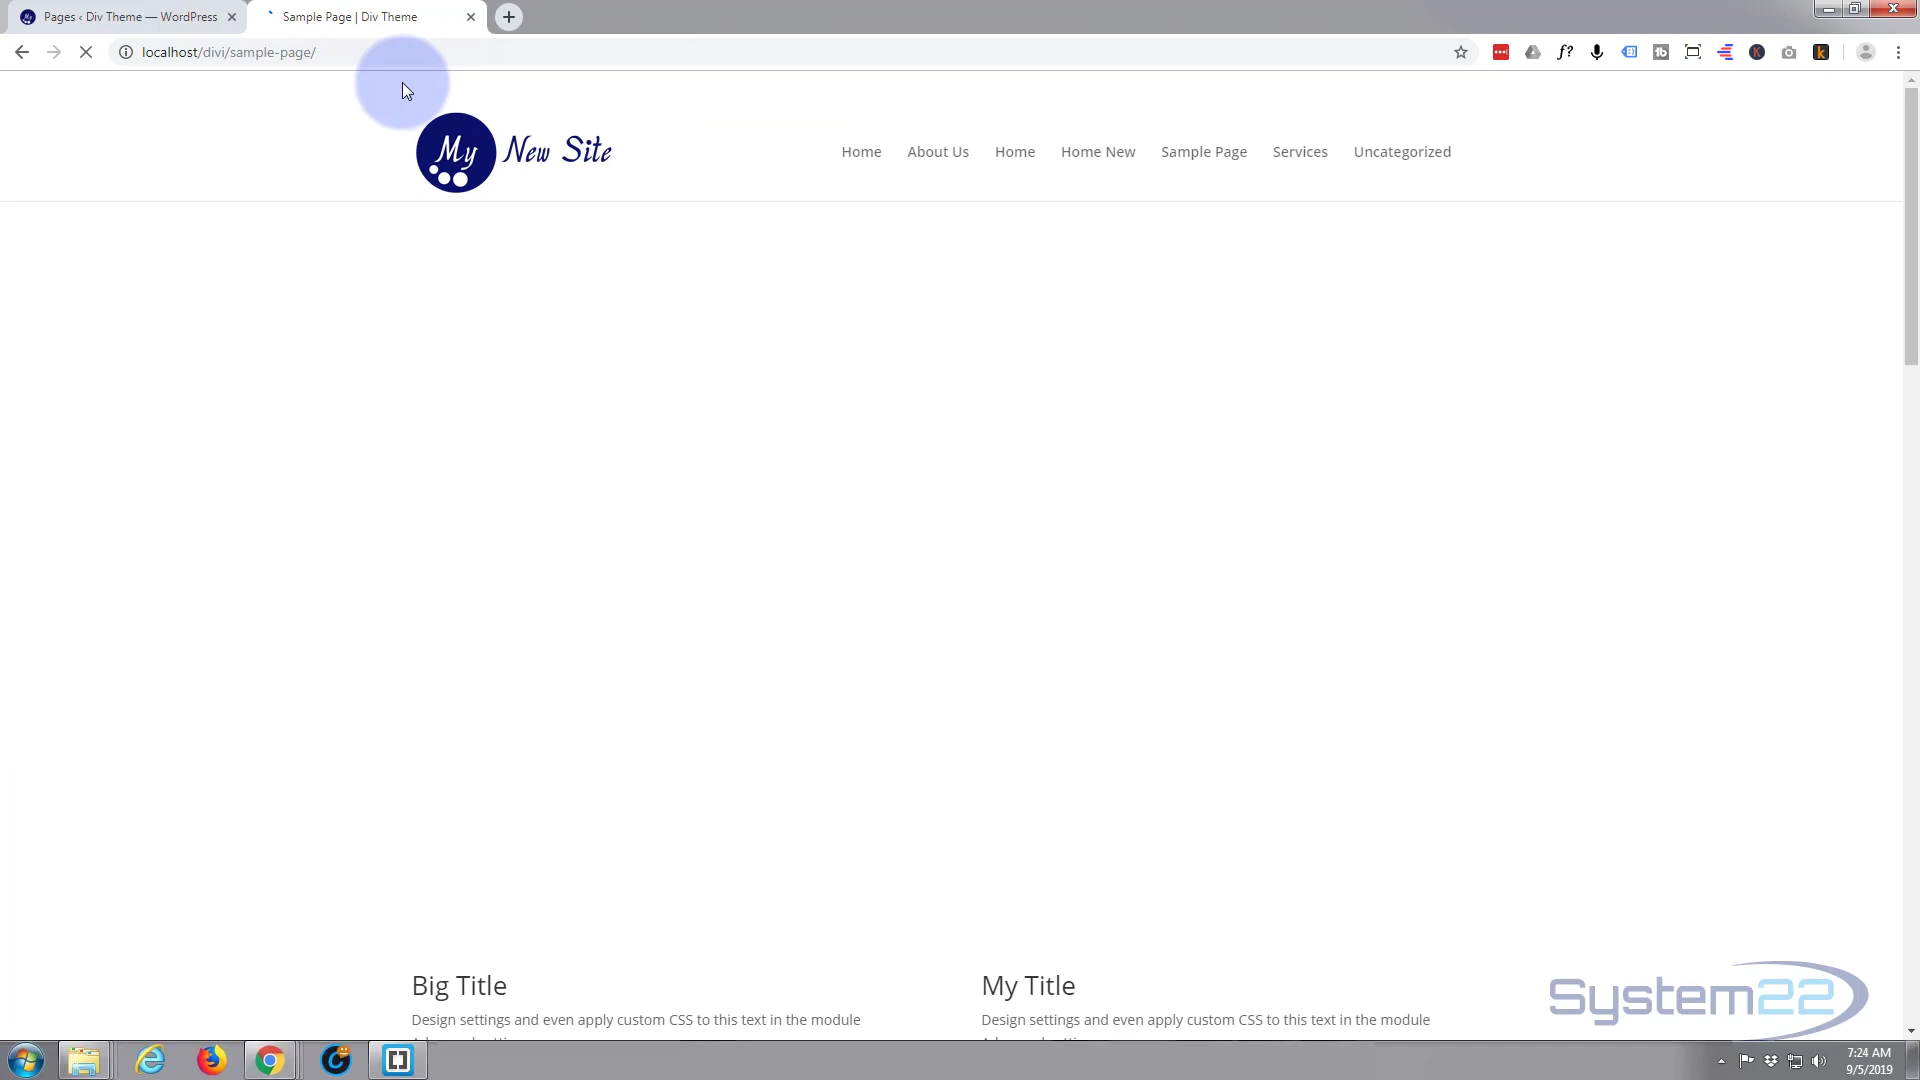 Pages ‹ Div Theme — WordPress
Sample Page | Div Theme
localhost/divi/sample-page/
My New Site
Home
About Us
Home
Home New
Sample Page
Services
Uncategorized
Big Title
My Title
Design settings and even apply custom CSS to this text in the module
Design settings and even apply custom CSS to this text in the module
System22
7:24 AM
9/5/2019